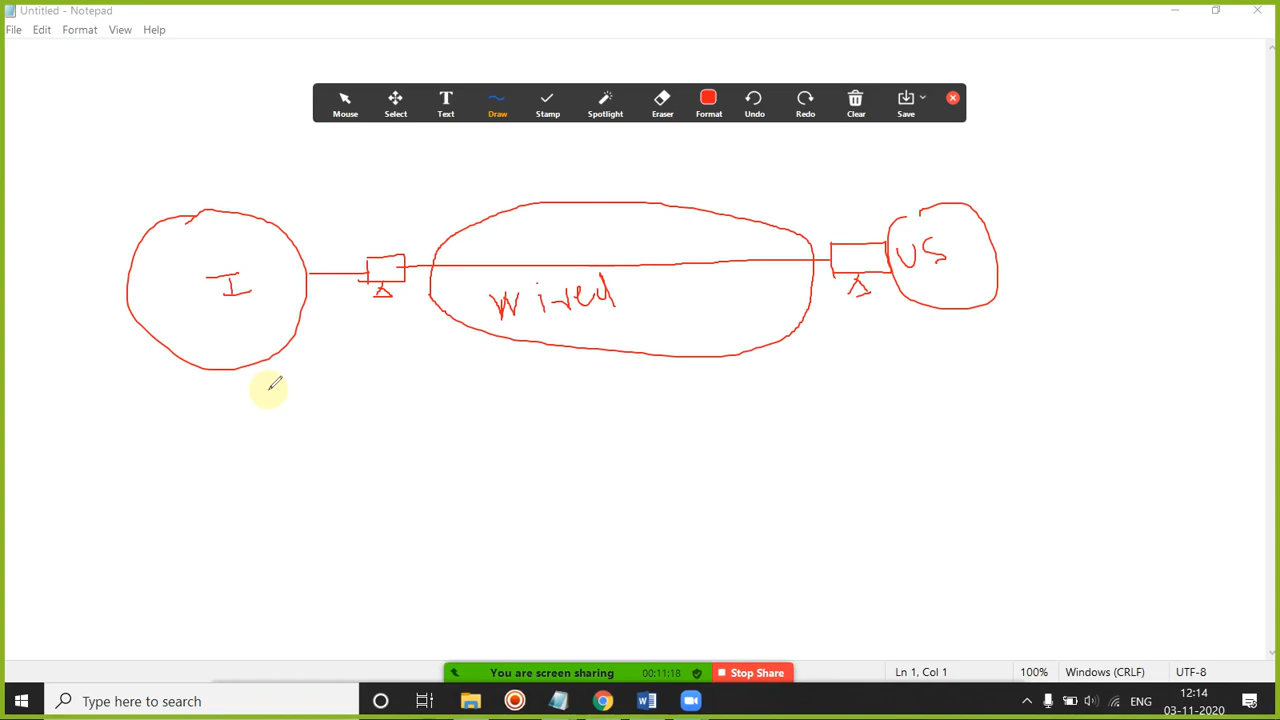 Untitled - Notepad
File Edit Format View Help
Mouse Select Text Draw Stamp Spotlight Eraser Format Undo Redo Clear Save
I
wired
US
You are screen sharing 00:11:18 Stop Share
Ln 1, Col 1 100% Windows (CRLF) UTF-8
Type here to search
ENG
12:14
03-11-2020